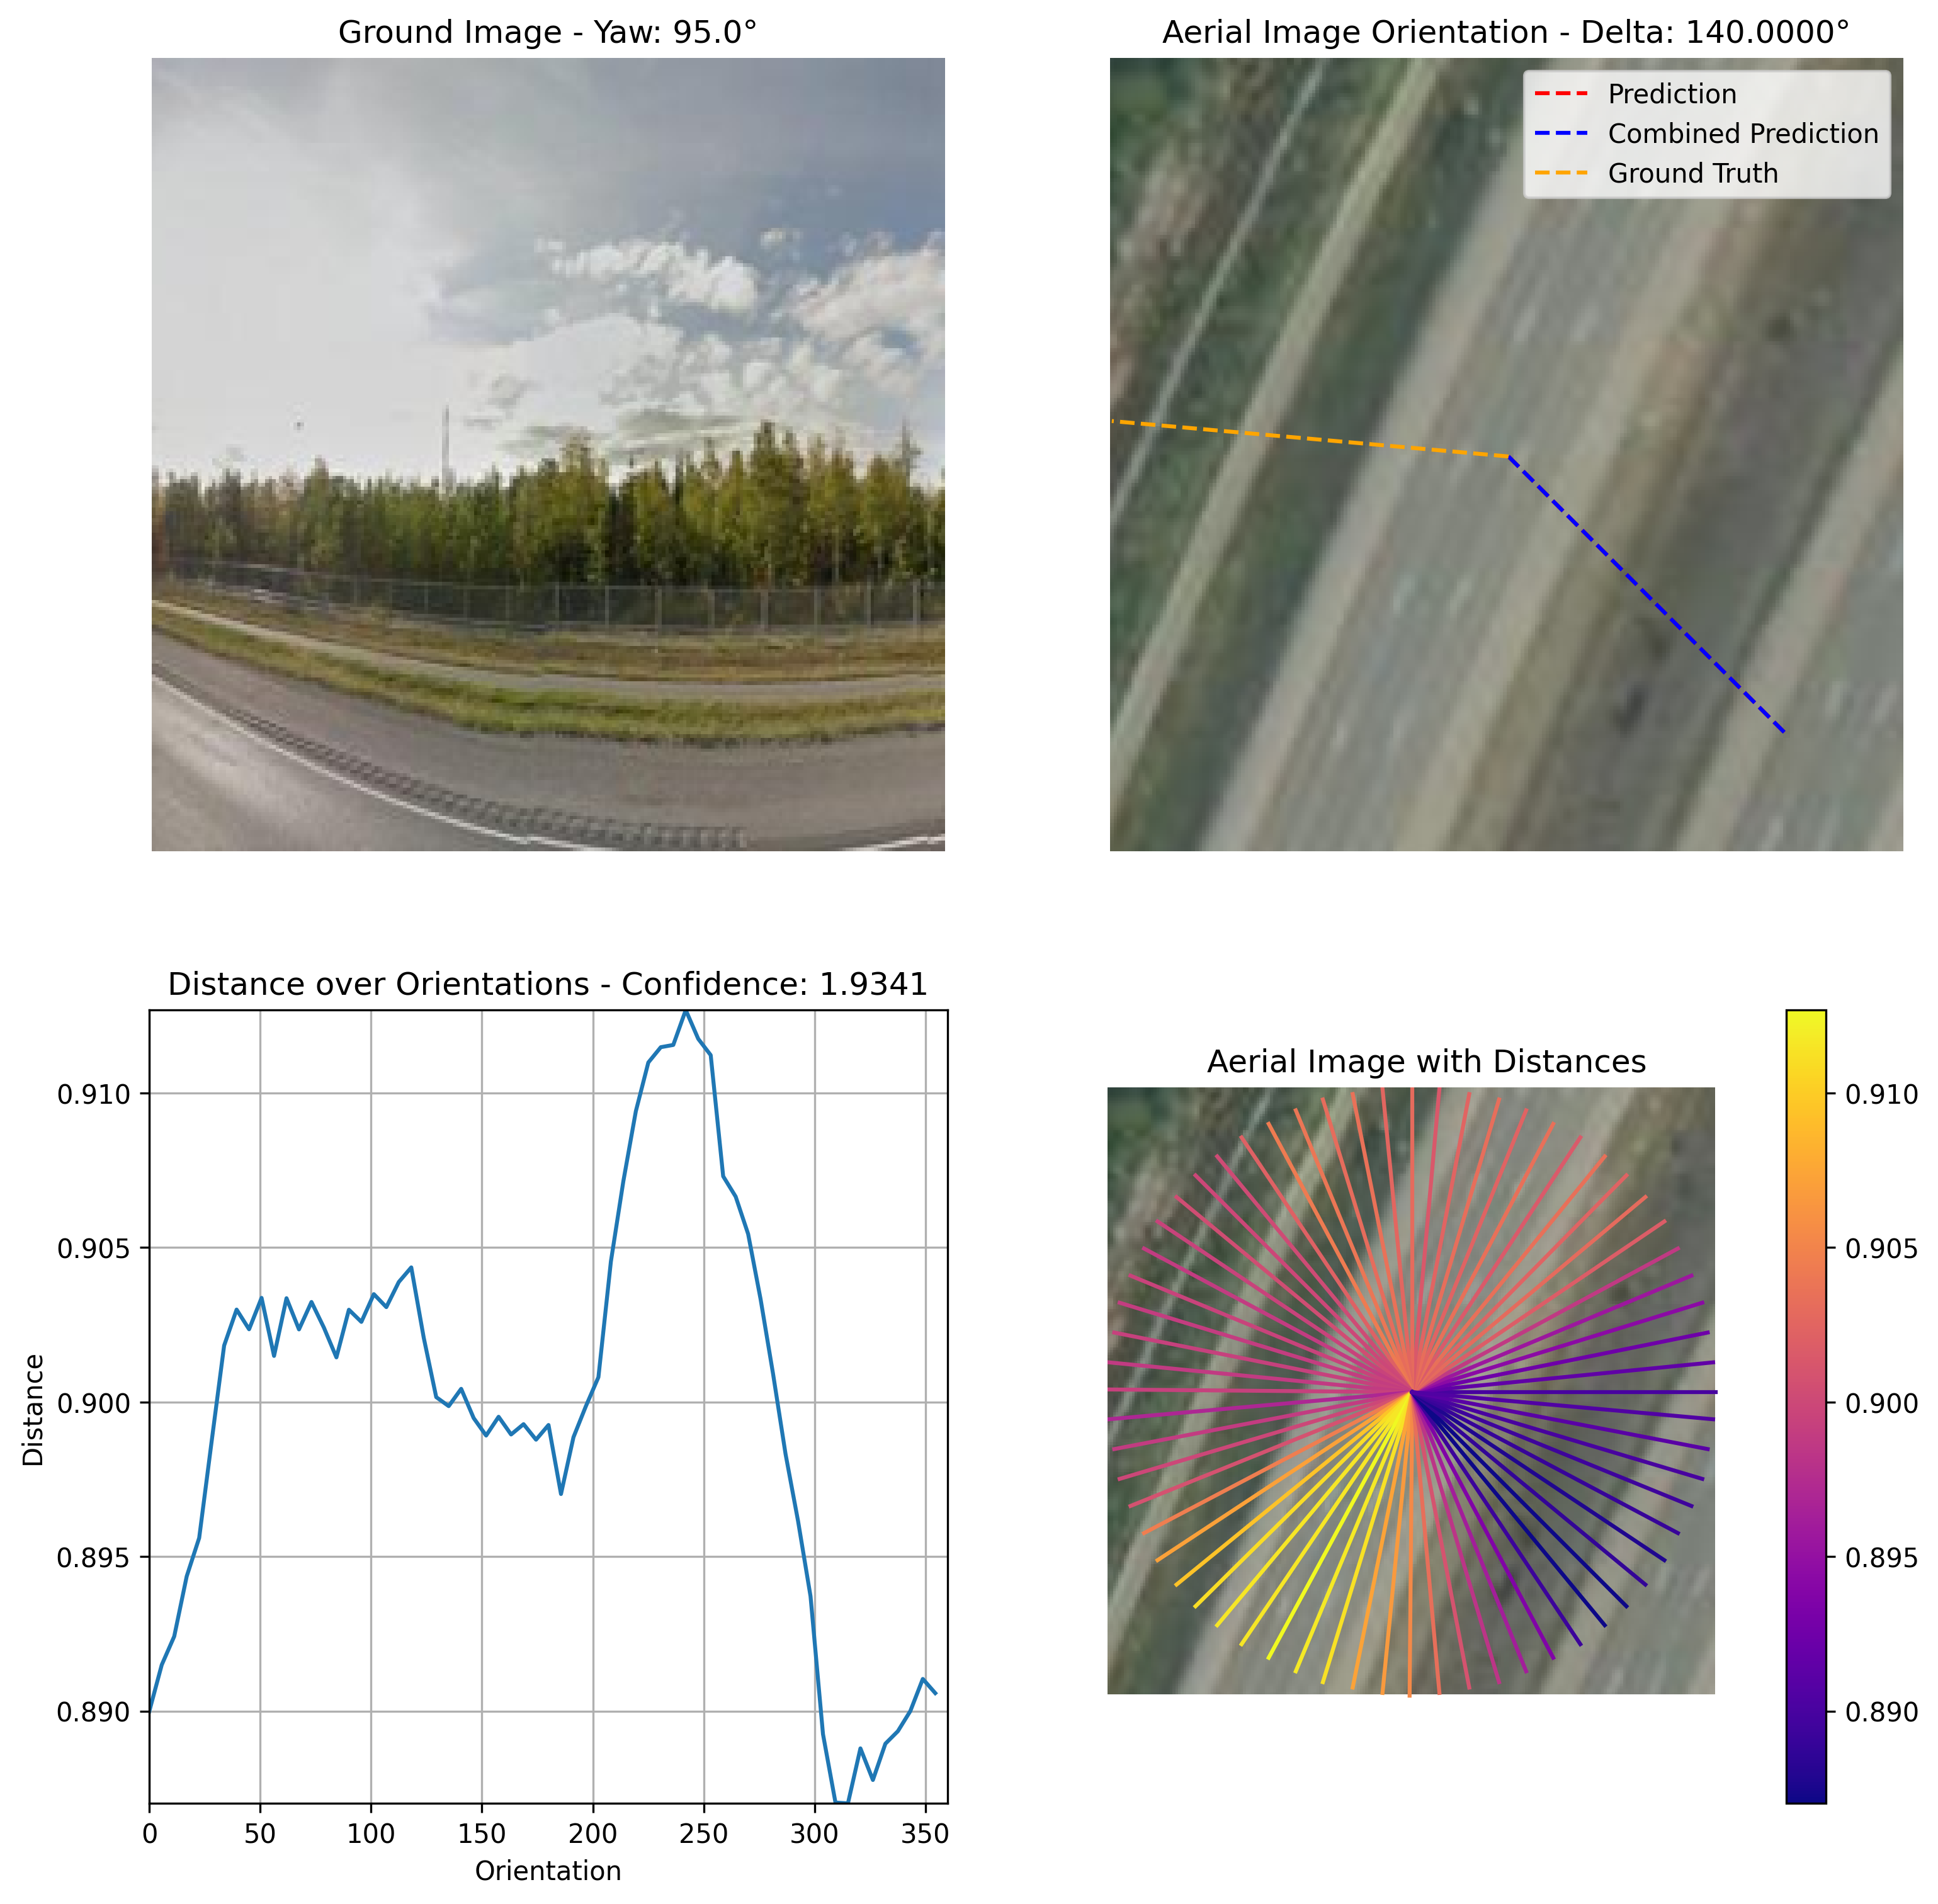 Ground Image - Yaw: 95.0°
Aerial Image Orientation - Delta: 140.0000°
Prediction
Combined Prediction
Ground Truth
Distance over Orientations - Confidence: 1.9341
0.910
0.905
0.900
0.895
0.890
Distance
0
50
100
150
200
250
300
350
Orientation
Aerial Image with Distances
0.910
0.905
0.900
0.895
0.890